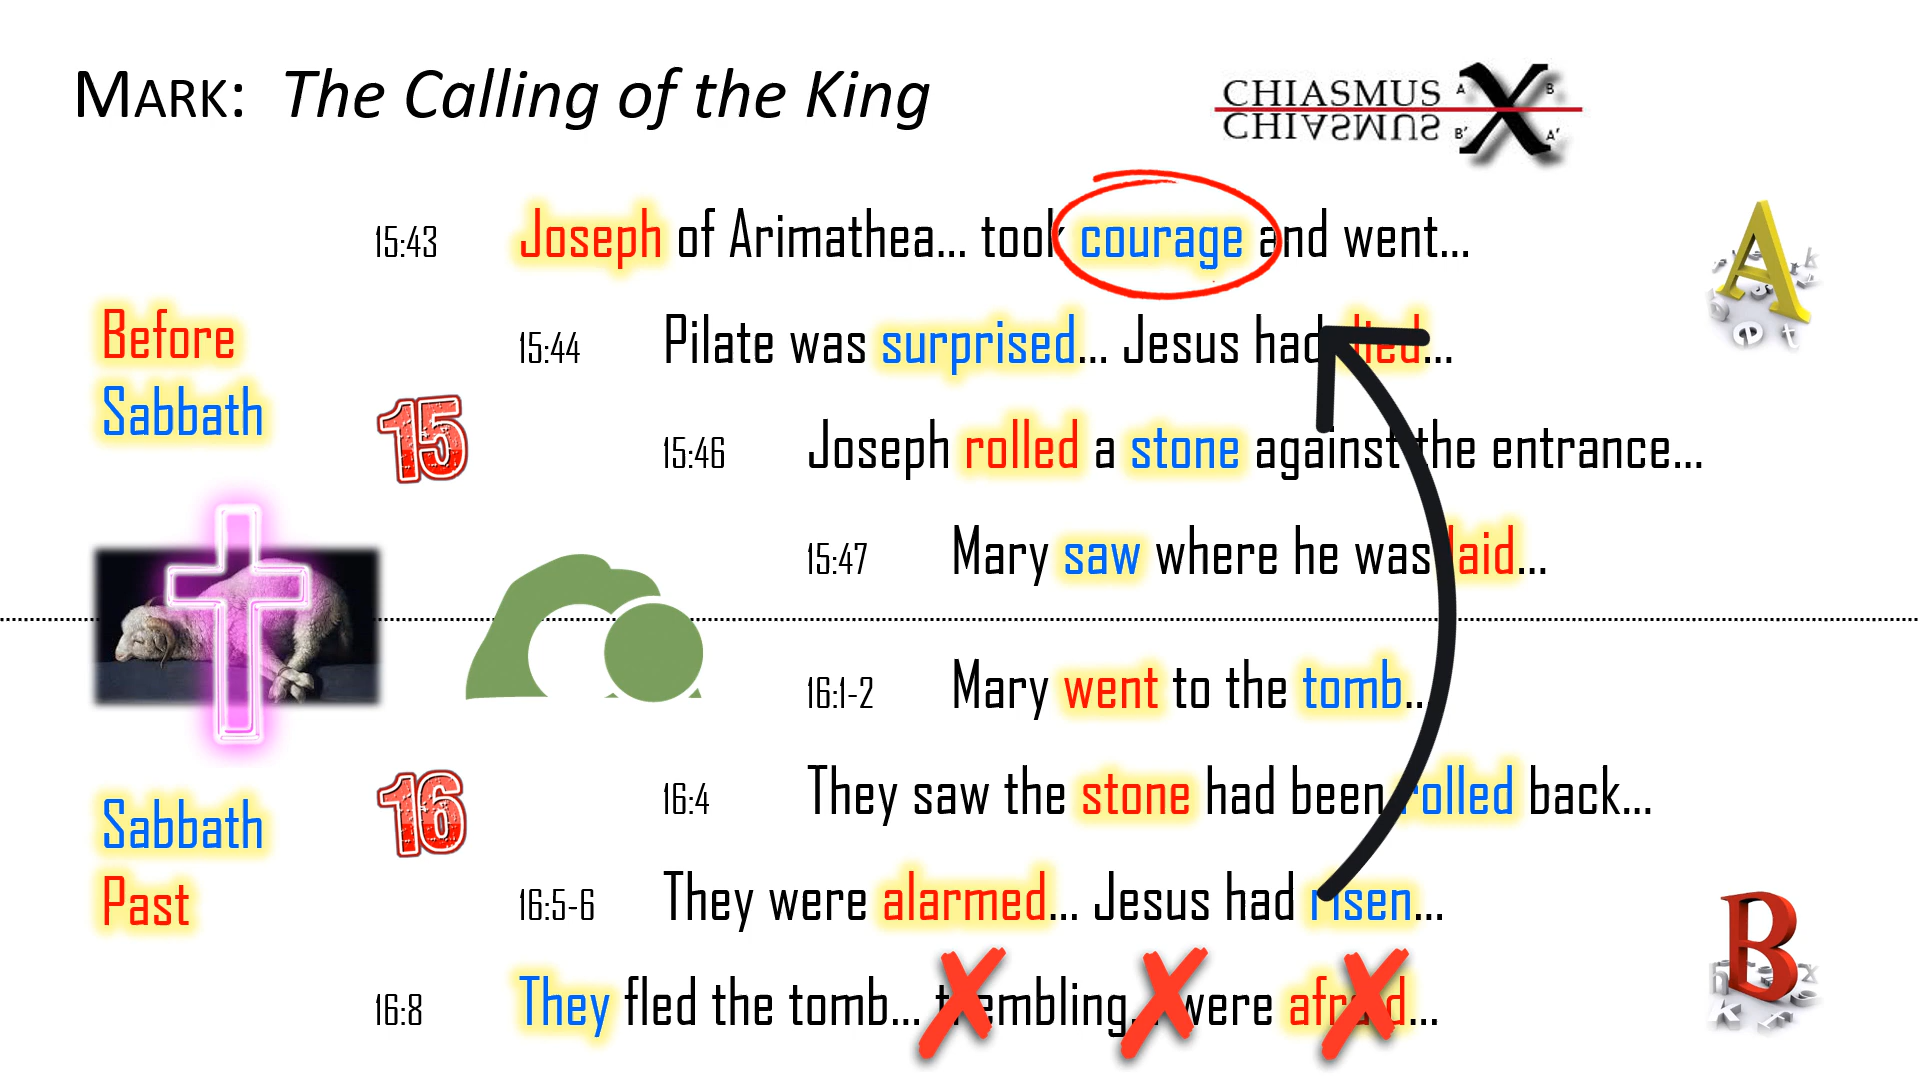 MARK: The Calling of the King
CHIASMUS
CHIASMUS
A B
B' A'
15:43 Joseph of Arimathea... took courage and went...
A
Before
Sabbath
15:44 Pilate was surprised... Jesus had died...
15
15:46 Joseph rolled a stone against the entrance...
15:47 Mary saw where he was laid...
16:1-2 Mary went to the tomb..
Sabbath
Past
16
16:4 They saw the stone had been rolled back...
16:5-6 They were alarmed... Jesus had risen...
B
16:8 They fled the tomb... trembling... were afraid...